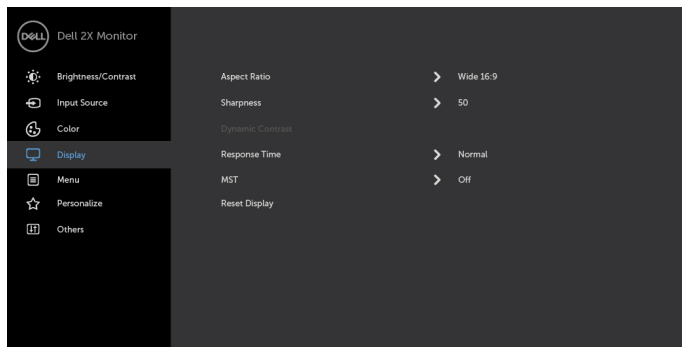 DELL Dell 2X Monitor
Brightness/Contrast
Aspect Ratio Wide 16:9
Input Source
Sharpness 50
Color
Dynamic Contrast
Display
Response Time Normal
Menu
MST Off
Personalize
Reset Display
Others